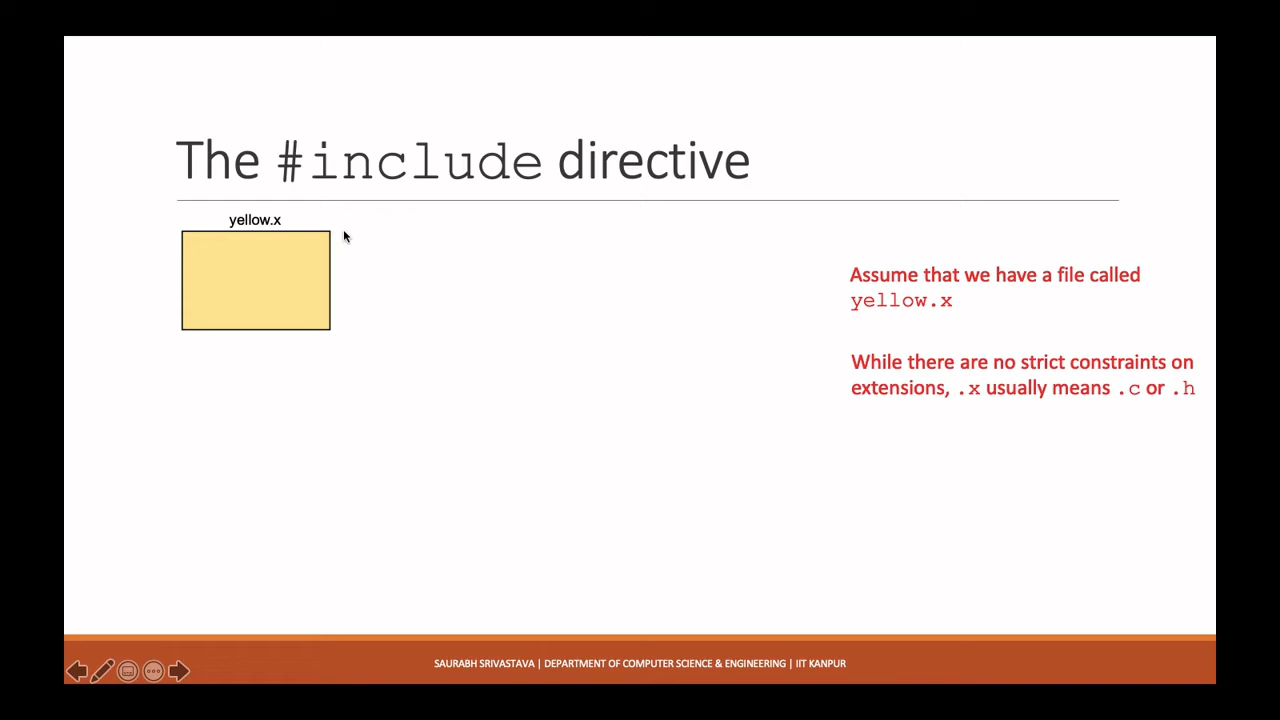 The #include directive
yellow.x
Assume that we have a file called
yellow.x
While there are no strict constraints on
extensions, .x usually means .c or .h
SAURABH SRIVASTAVA | DEPARTMENT OF COMPUTER SCIENCE & ENGINEERING | IIT KANPUR